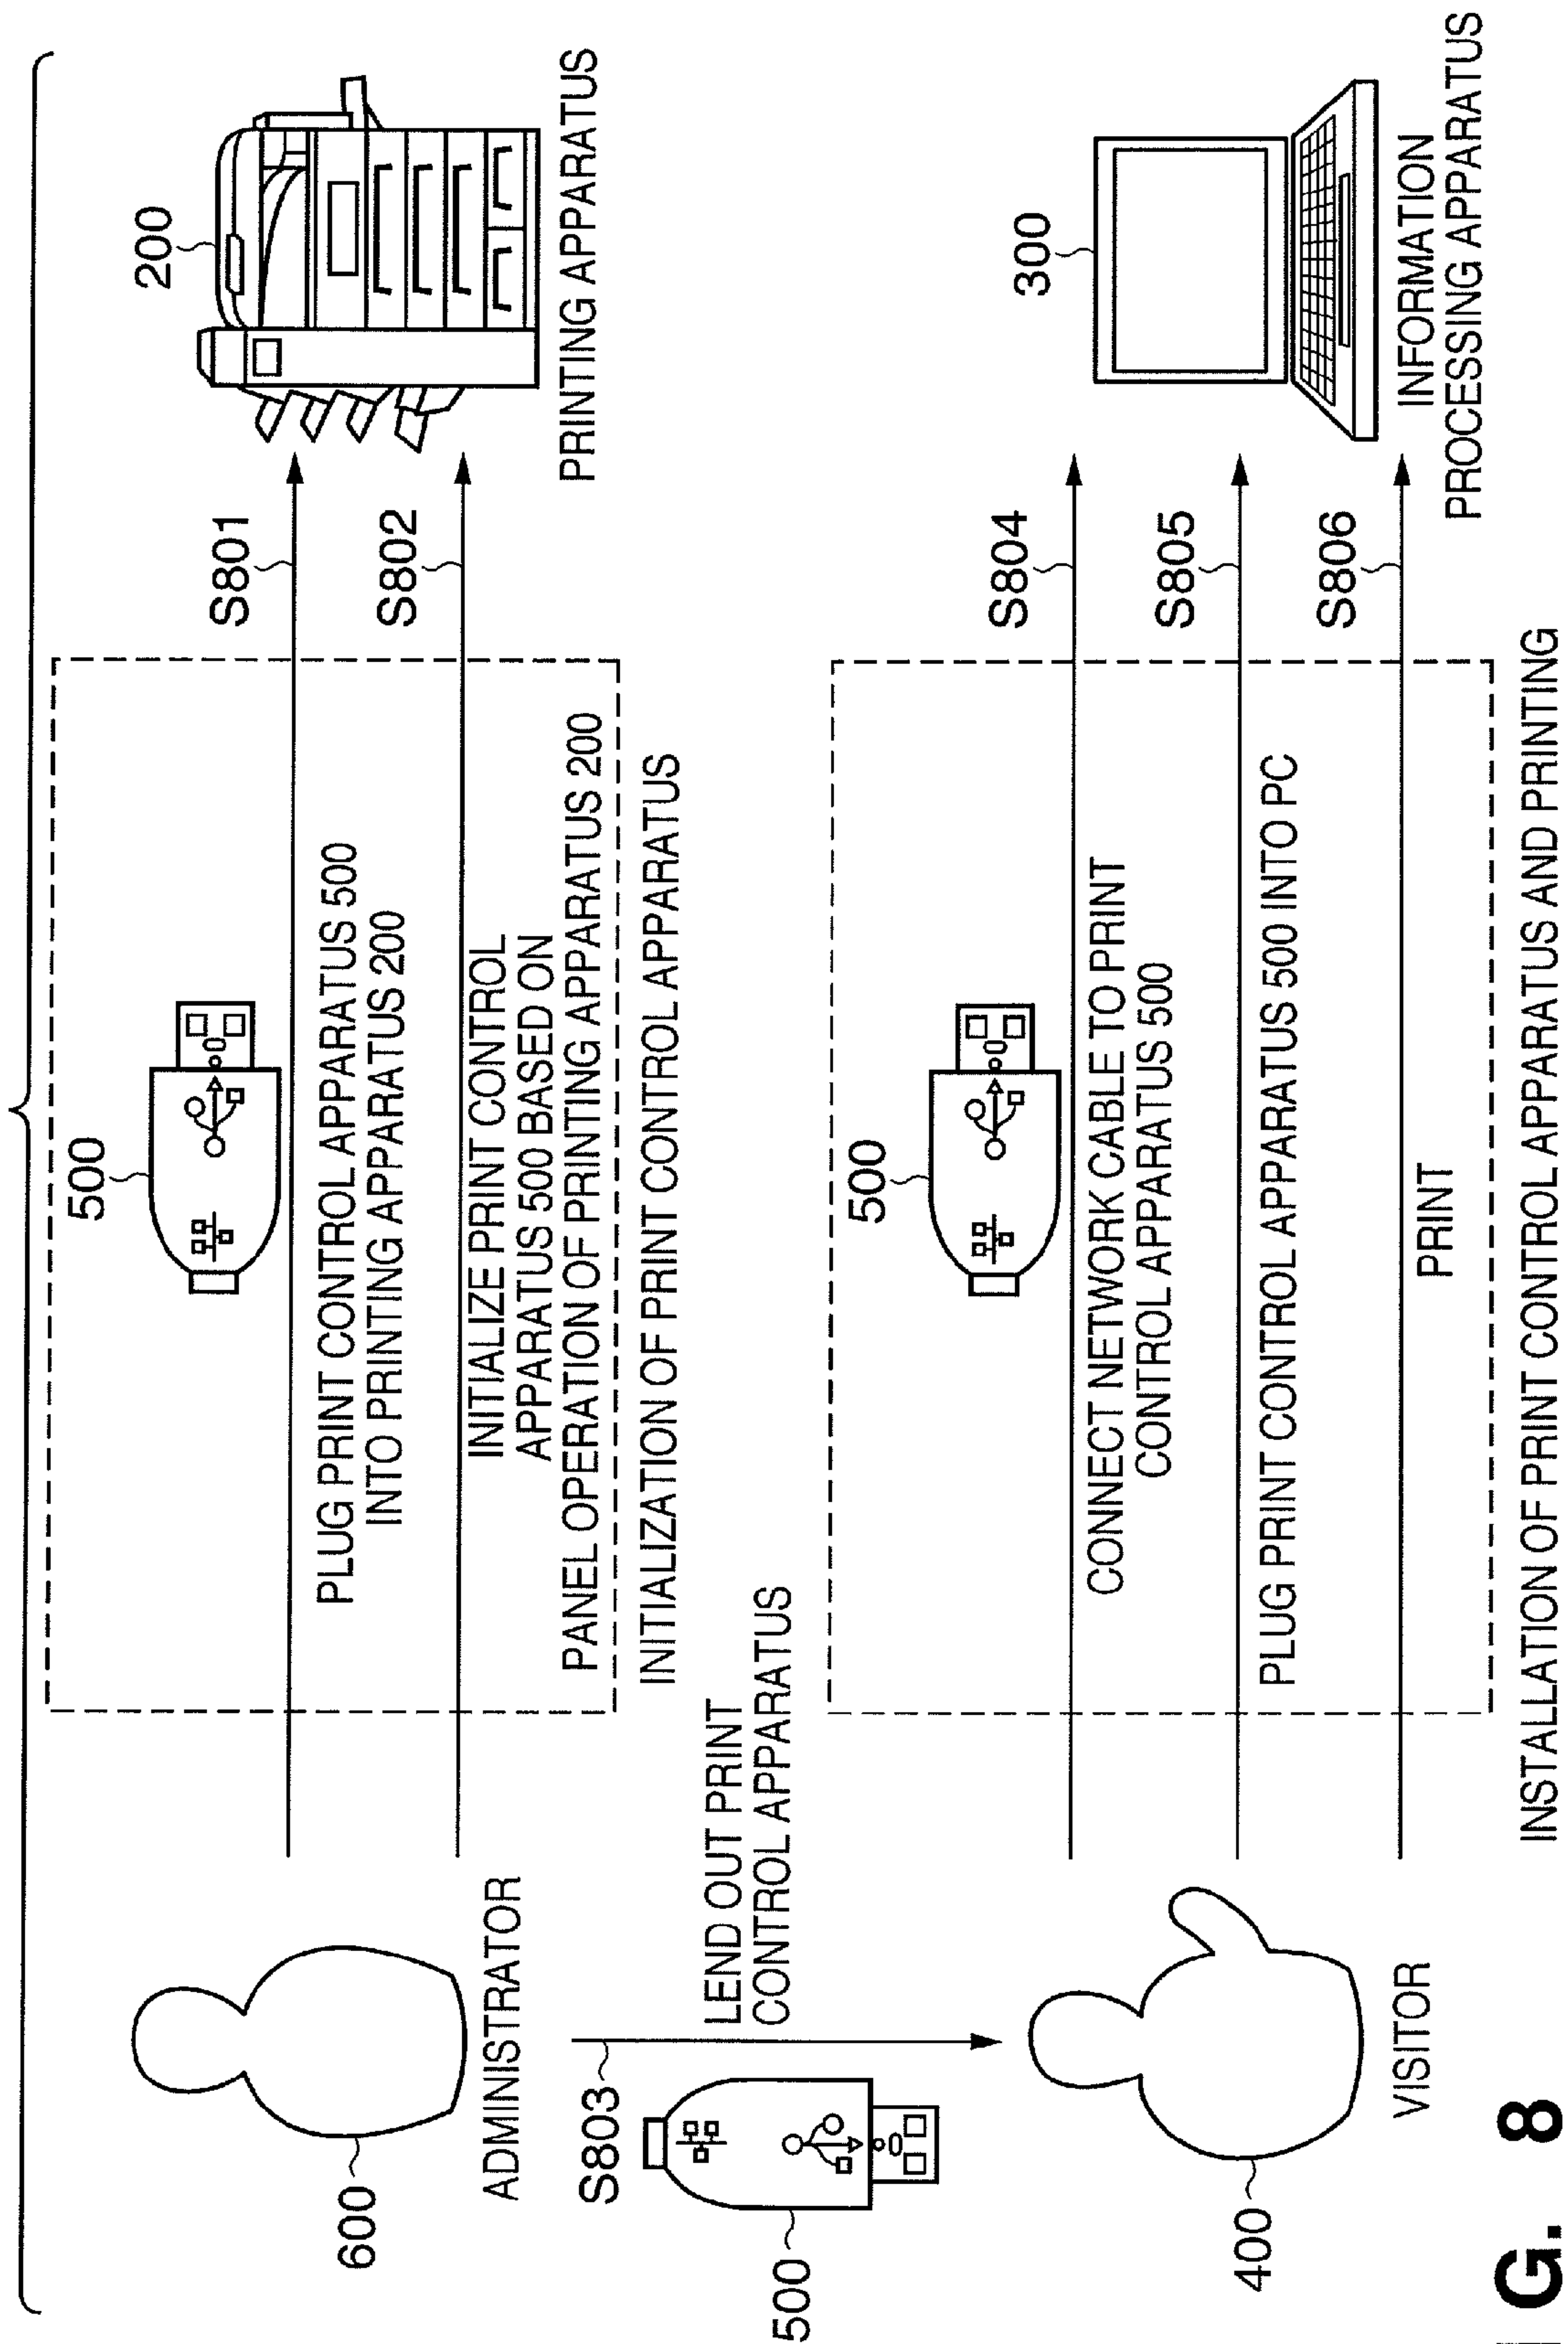 500
S801
200
PLUG PRINT CONTROL APPARATUS 500
INTO PRINTING APPARATUS 200
S802
INITIALIZE PRINT CONTROL
APPARATUS 500 BASED ON
PANEL OPERATION OF PRINTING APPARATUS 200
600
ADMINISTRATOR
PRINTING APPARATUS
INITIALIZATION OF PRINT CONTROL APPARATUS
S803
500
LEND OUT PRINT
CONTROL APPARATUS
500
S804
300
CONNECT NETWORK CABLE TO PRINT
CONTROL APPARATUS 500
S805
PLUG PRINT CONTROL APPARATUS 500 INTO PC
S806
PRINT
400
VISITOR
INFORMATION
PROCESSING APPARATUS
INSTALLATION OF PRINT CONTROL APPARATUS AND PRINTING
G. 8